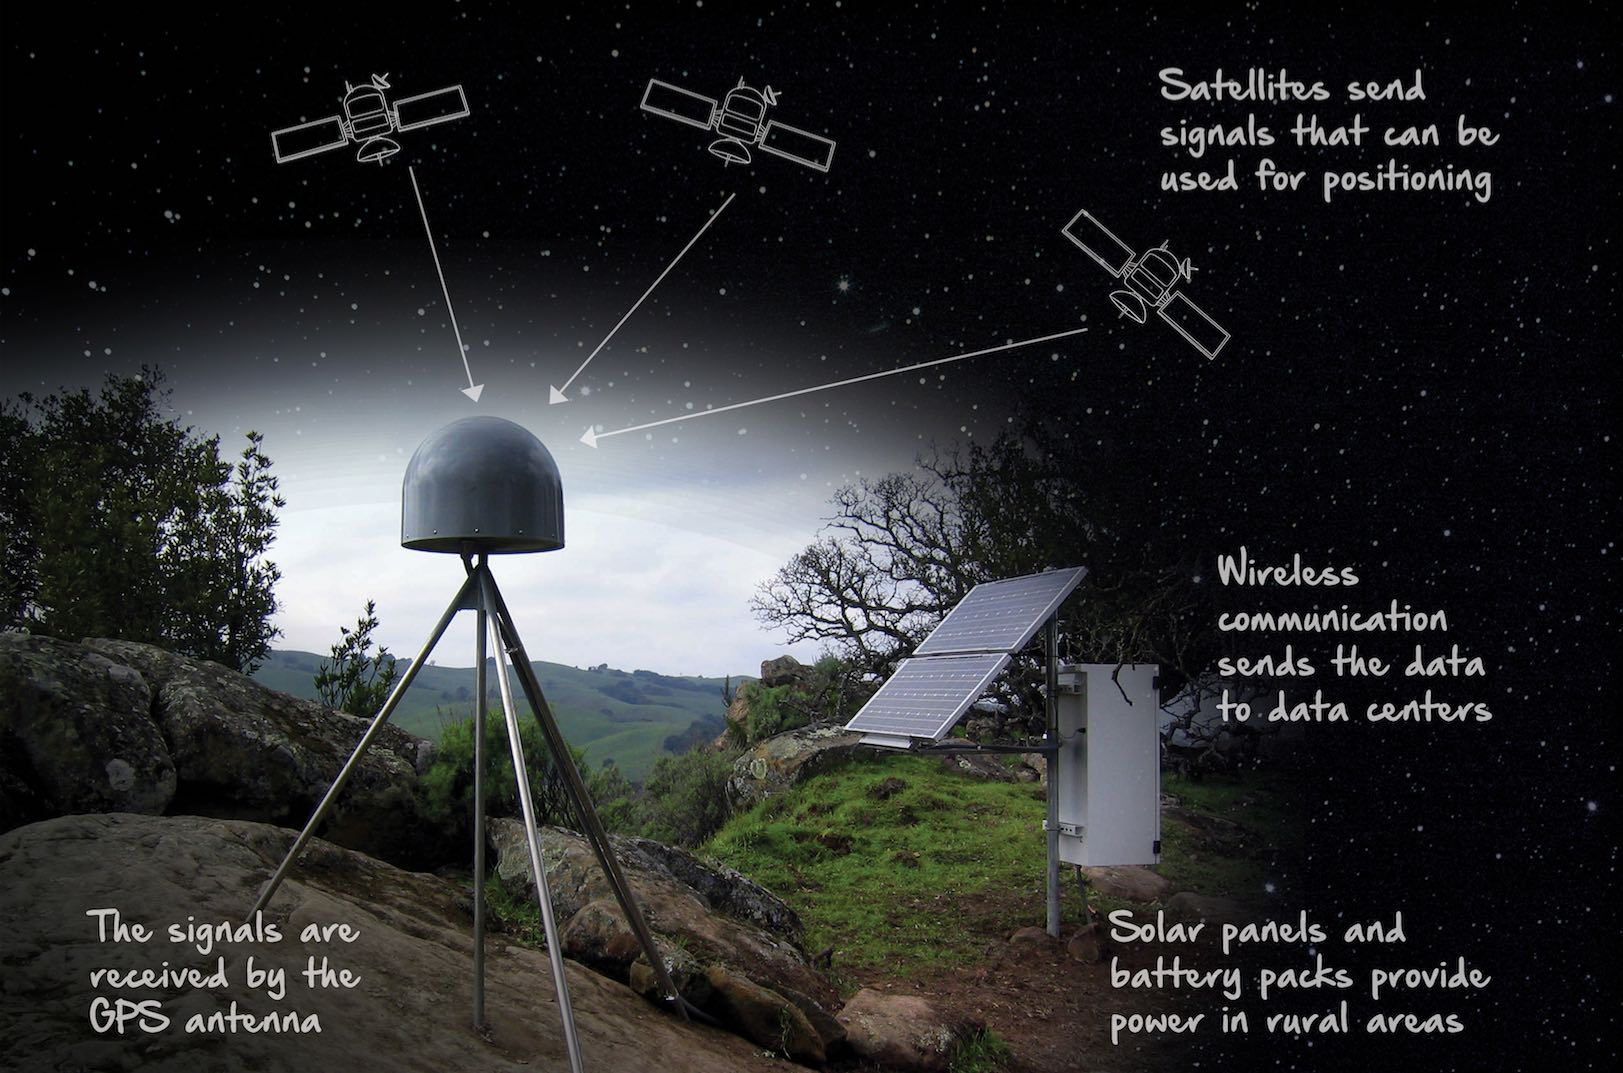 Satellites send
signals that can be
used for positioning
Wireless
communication
sends the data
to data centers
The signals are
received by the
GPS antenna
Solar panels and
battery packs provide
power in rural areas